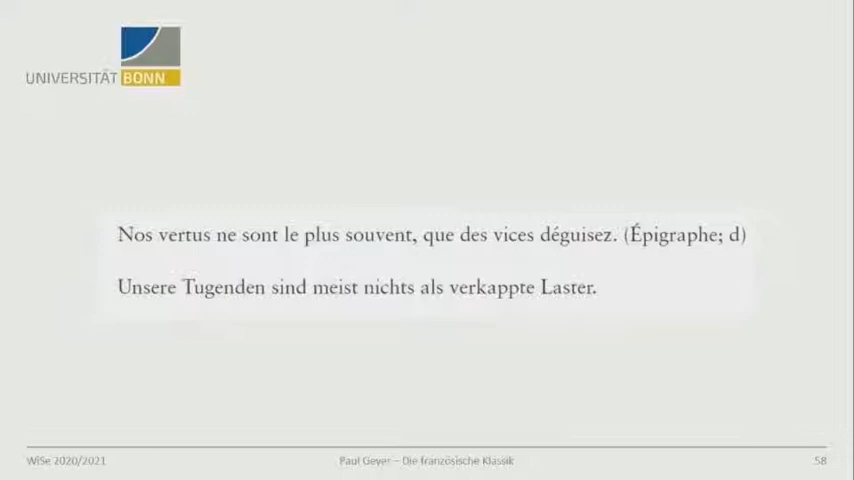 UNIVERSITÄT BONN
Nos vertus ne sont le plus souvent, que des vices déguisez. (Épigraphe; d)
Unsere Tugenden sind meist nichts als verkappte Laster.
WiSe 2020/2021
Paul Geyer – Die französische Klassik
58